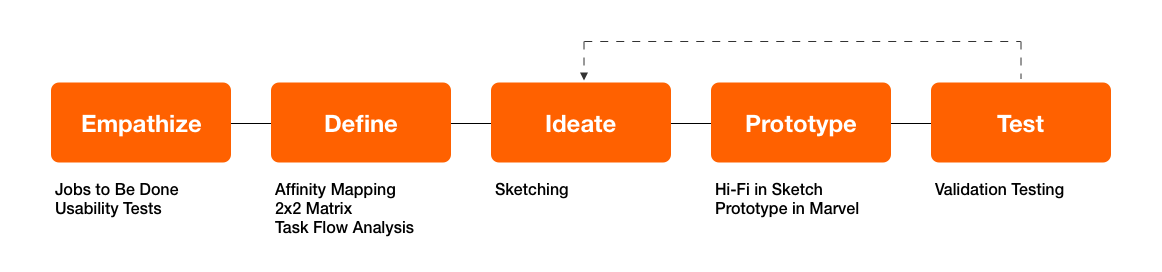 Empathize
Define
Ideate
Prototype
Test
Jobs to Be Done
Usability Tests
Affinity Mapping
2x2 Matrix
Task Flow Analysis
Sketching
Hi-Fi in Sketch
Prototype in Marvel
Validation Testing